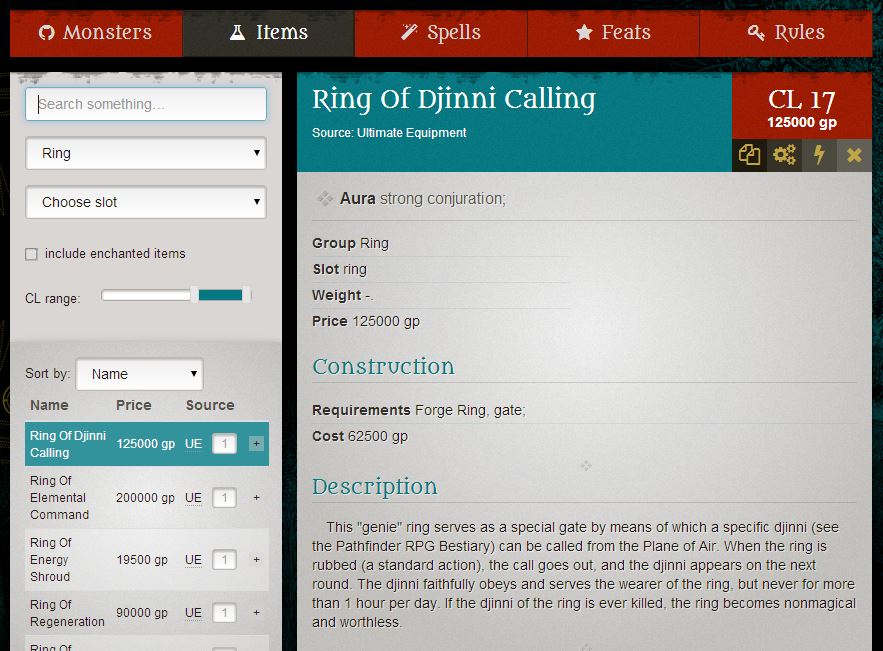 Monsters
Items
Spells
Feats
Rules
Search something...
Ring
Choose slot
include enchanted items
CL range:
Sort by: Name
Name Price Source
Ring Of Djinni
Calling
125000 gp UE 1 +
Ring Of
Elemental
Command
200000 gp UE 1 +
Ring Of
Energy
Shroud
19500 gp UE 1 +
Ring Of
Regeneration
90000 gp UE 1 +
Ring Of
Ring Of Djinni Calling
Source: Ultimate Equipment
CL 17
125000 gp
Aura strong conjuration;
Group Ring
Slot ring
Weight -.
Price 125000 gp
Construction
Requirements Forge Ring, gate;
Cost 62500 gp
Description
This "genie" ring serves as a special gate by means of which a specific djinni (see
the Pathfinder RPG Bestiary) can be called from the Plane of Air. When the ring is
rubbed (a standard action), the call goes out, and the djinni appears on the next
round. The djinni faithfully obeys and serves the wearer of the ring, but never for more
than 1 hour per day. If the djinni of the ring is ever killed, the ring becomes nonmagical
and worthless.